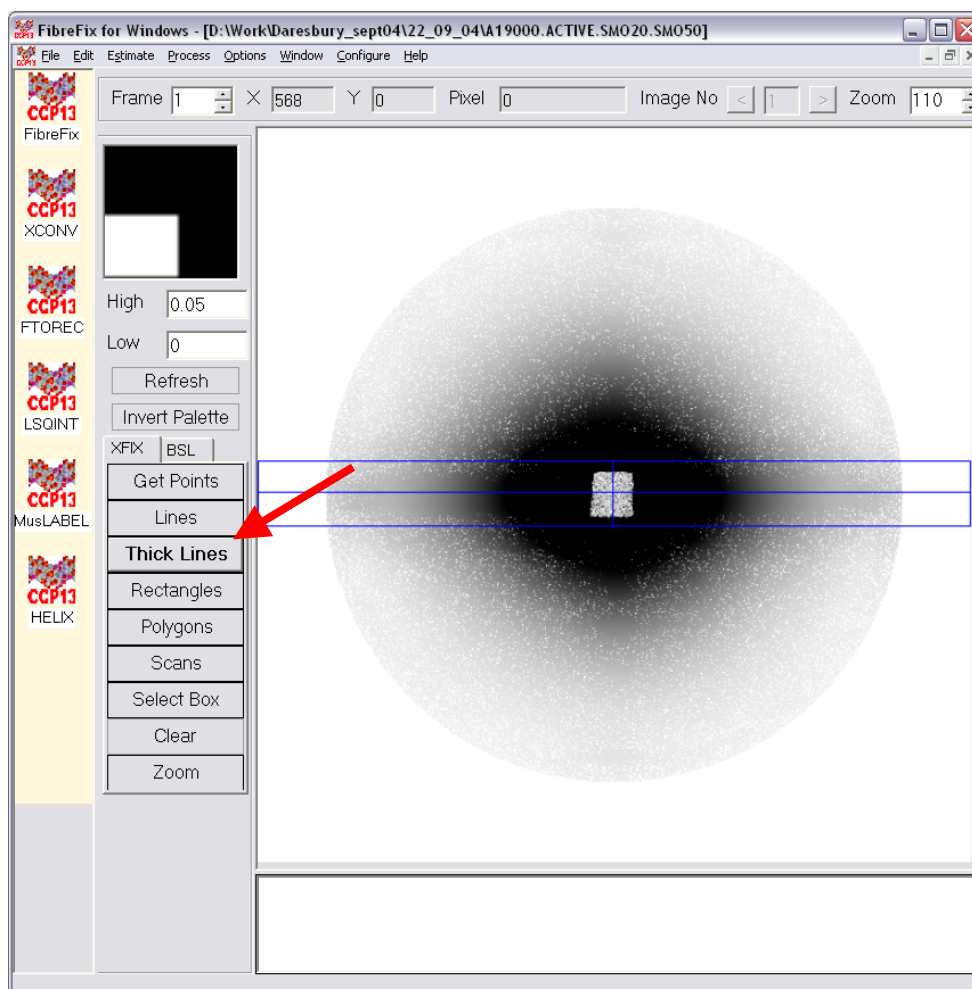 FibreFix for Windows - [D:\Work\Daresbury_sept04\22_09_04\A19000.ACTIVE.SMO20.SMO50]
File Edit Estimate Process Options Window Configure Help
Frame 1 X 568 Y 0 Pixel 0 Image No < 1 > Zoom 110
CCP13
FibreFix
CCP13
XCONV
CCP13
FTOREC
CCP13
LSQINT
CCP13
MusLABEL
CCP13
HELIX
High 0.05
Low 0
Refresh
Invert Palette
XFIX BSL
Get Points
Lines
Thick Lines
Rectangles
Polygons
Scans
Select Box
Clear
Zoom